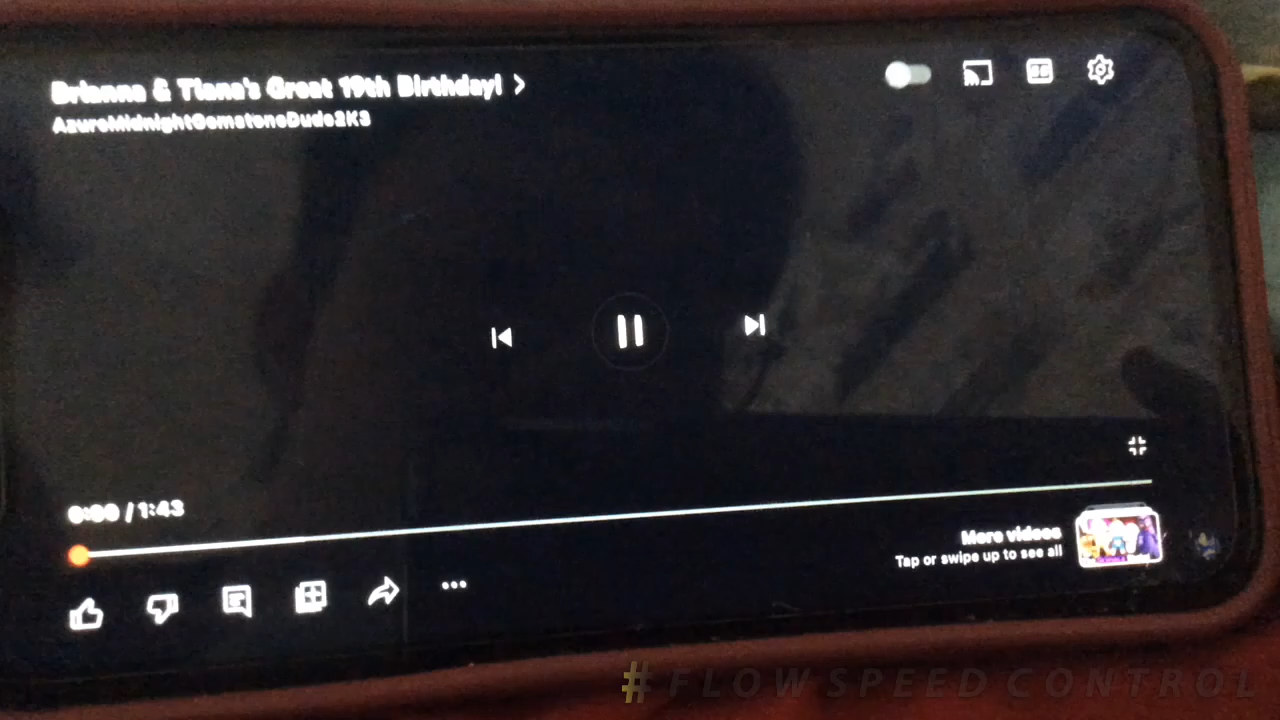 Brianna & Tiana's Great 19th Birthday!
AzureMidnightGemstoneDude2K3
0:00 / 1:43
More videos
Tap or swipe up to see all
#FLOW SPEED CONTROL